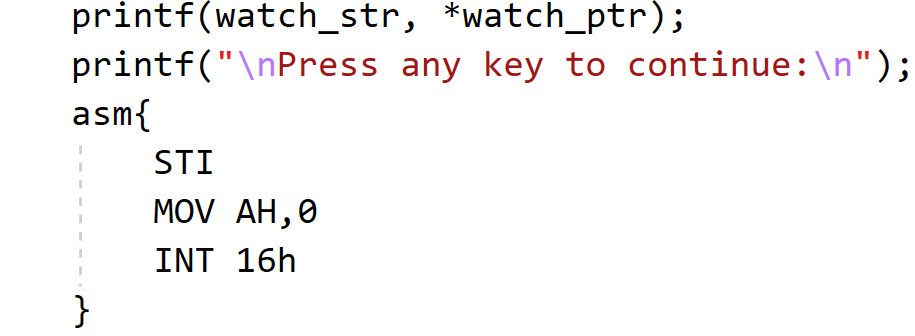 printf(watch_str, *watch_ptr);
printf("\nPress any key to continue:\n");
asm{
STI
MOV AH,0
INT 16h
}